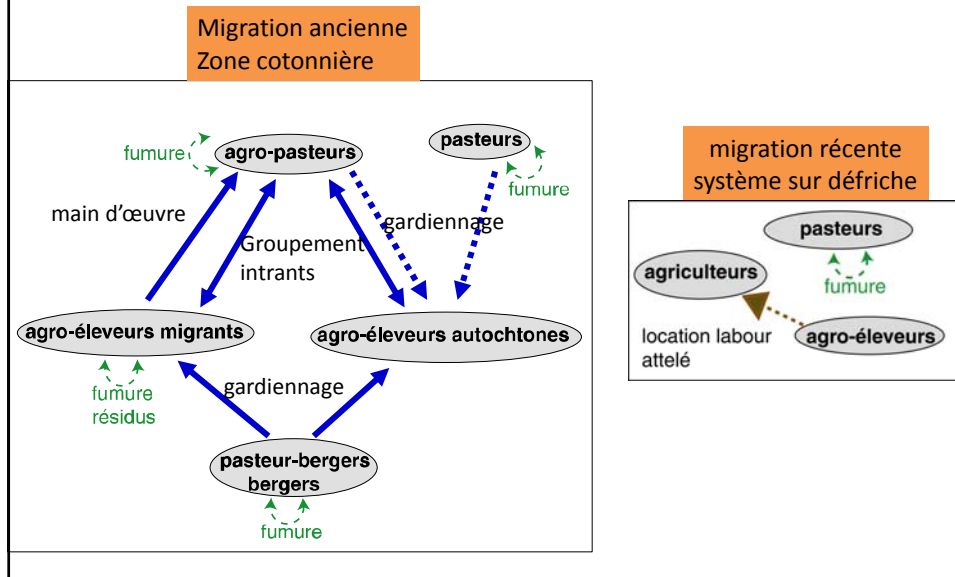 Migration ancienne
Zone cotonnière
fumure
agro-pasteurs
pasteurs
fumure
main d'œuvre
gardiennage
Groupement
intrants
agro-éleveurs migrants
agro-éleveurs autochtones
fumure
résidus
gardiennage
pasteur-bergers
bergers
fumure
migration récente
système sur défriche
pasteurs
agriculteurs
fumure
location labour
attelé
agro-éleveurs